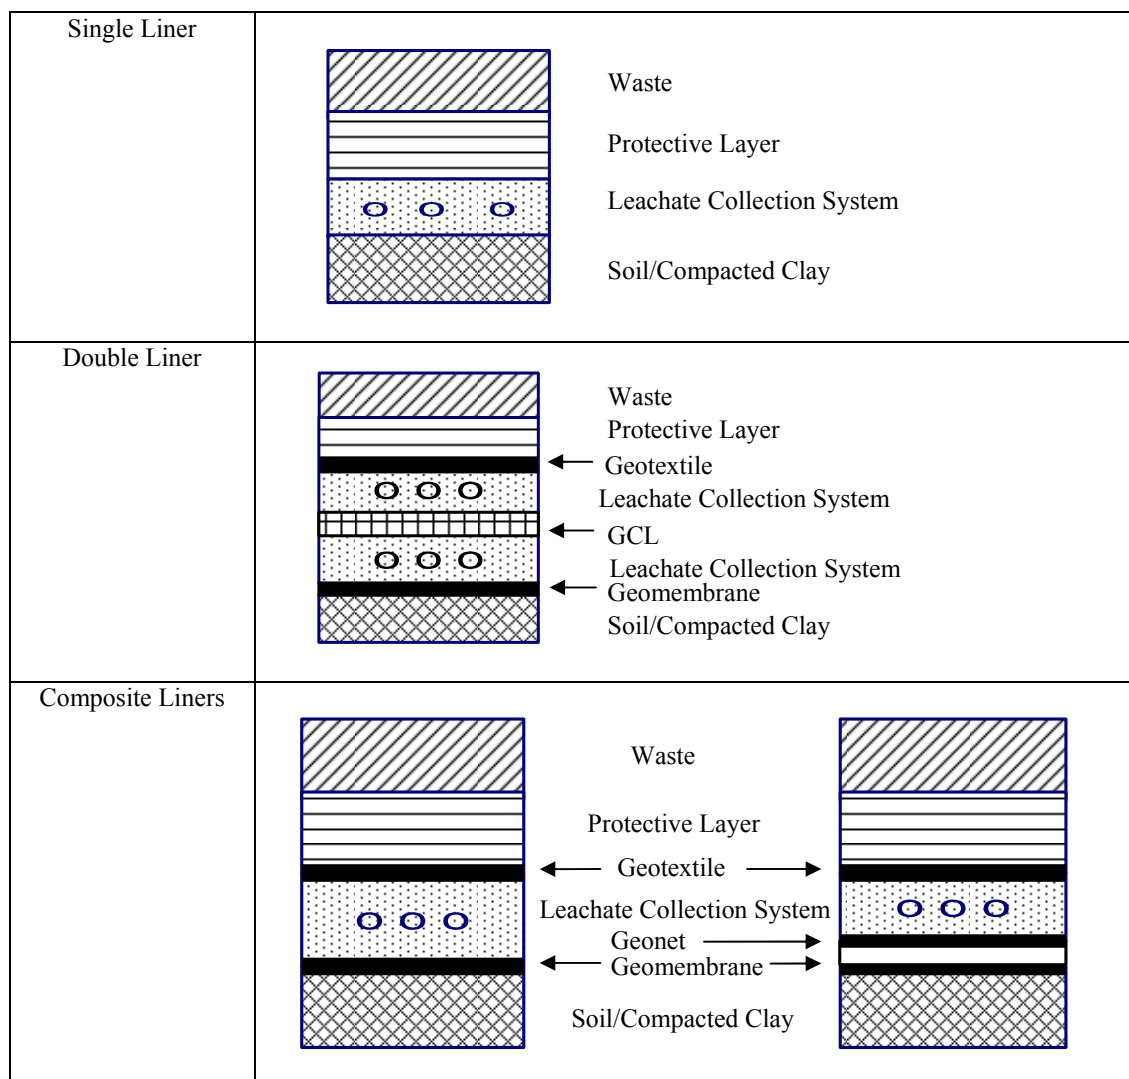 Single Liner
Waste
Protective Layer
Leachate Collection System
Soil/Compacted Clay
Double Liner
Waste
Protective Layer
Geotextile
Leachate Collection System
GCL
Leachate Collection System
Geomembrane
Soil/Compacted Clay
Composite Liners
Waste
Protective Layer
Geotextile
Leachate Collection System
Geonet
Geomembrane
Soil/Compacted Clay